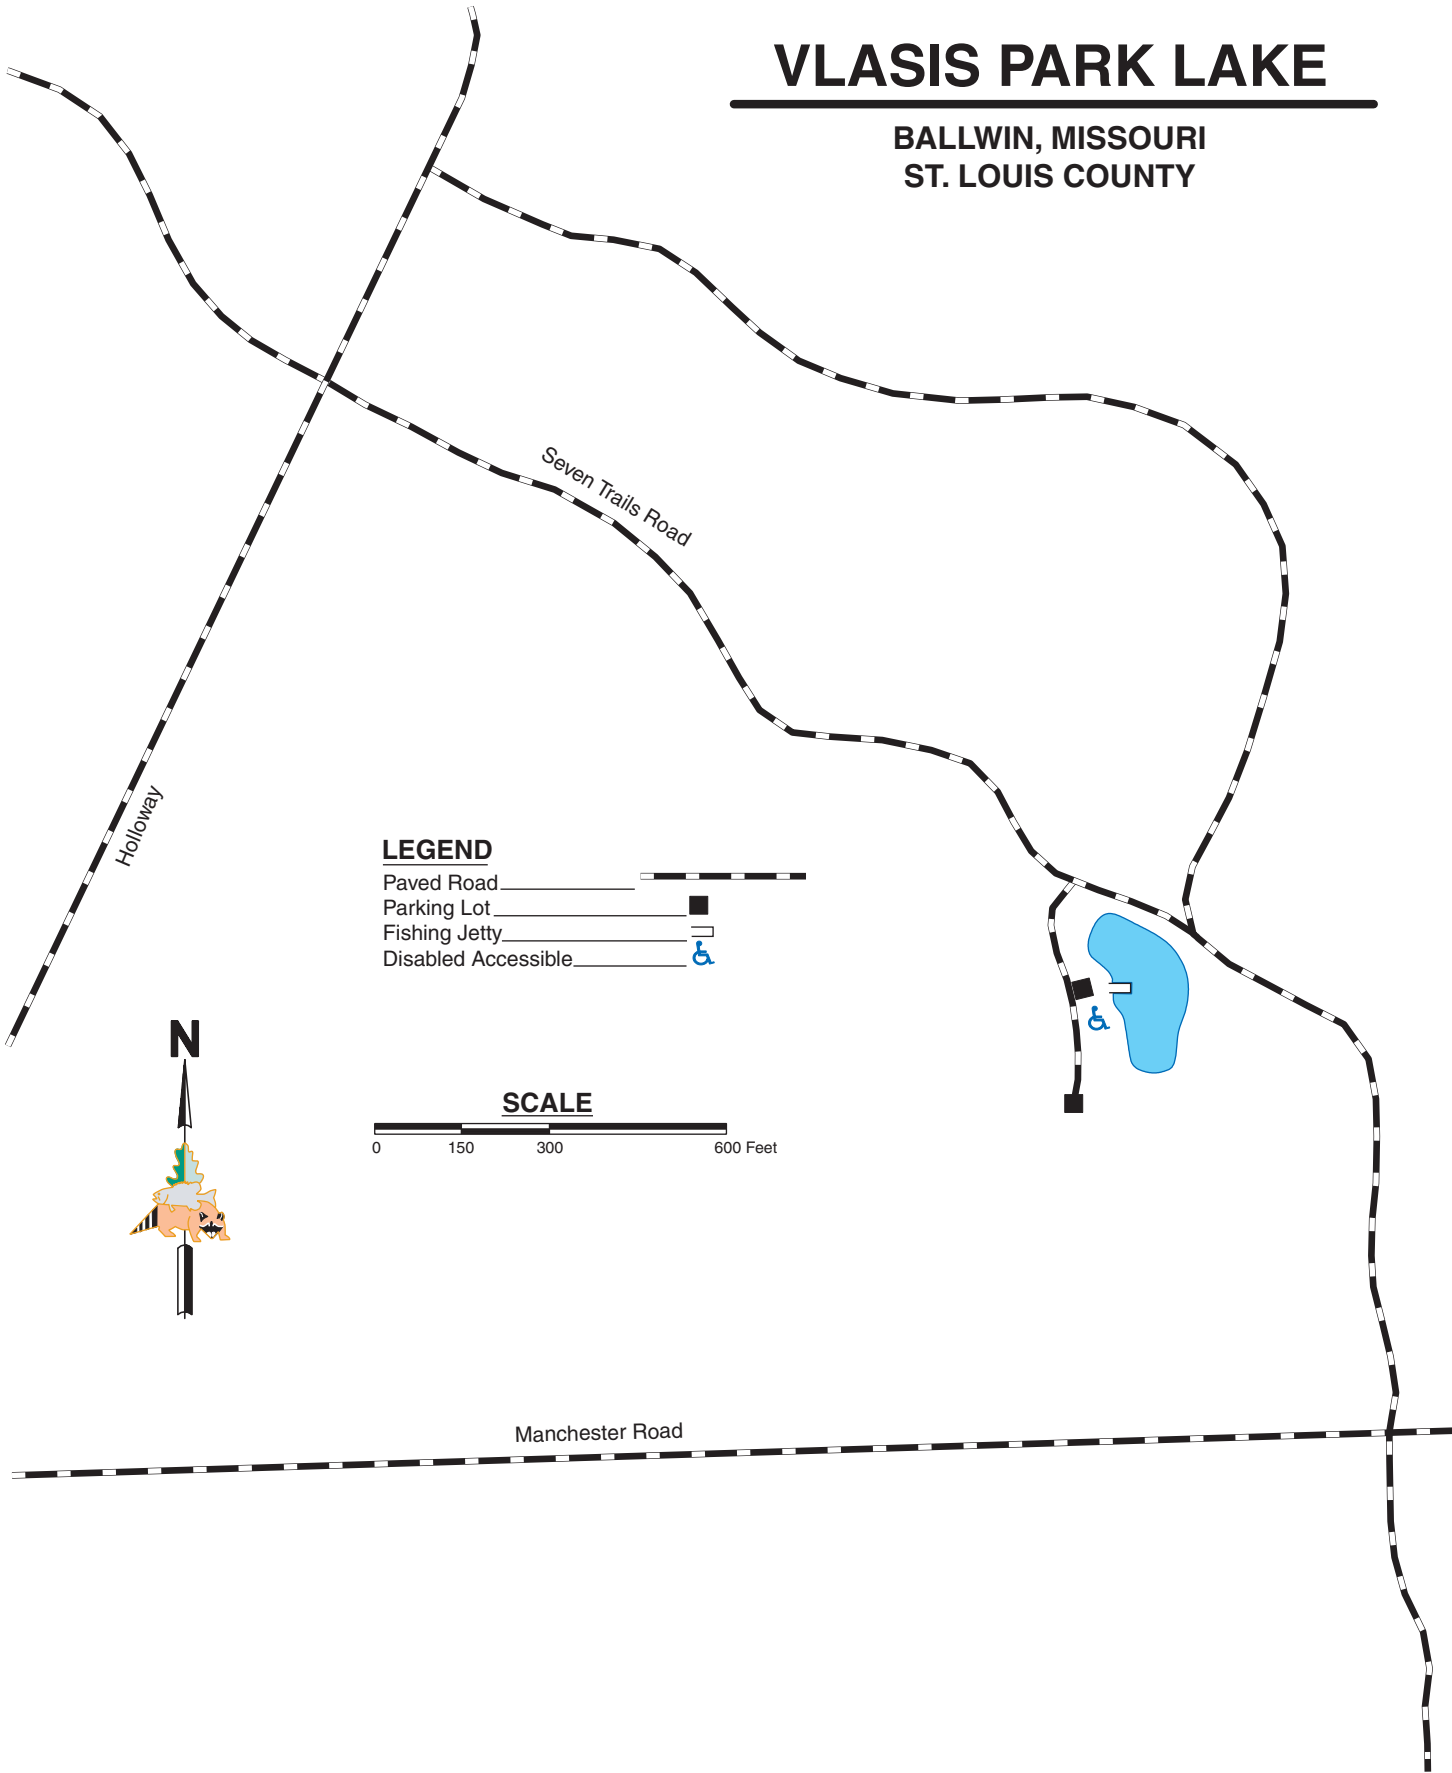 VLASIS PARK LAKE
BALLWIN, MISSOURI
ST. LOUIS COUNTY
Seven Trails Road
Holloway
LEGEND
Paved Road
Parking Lot
Fishing Jetty
Disabled Accessible
N
SCALE
0 150 300 600 Feet
Manchester Road